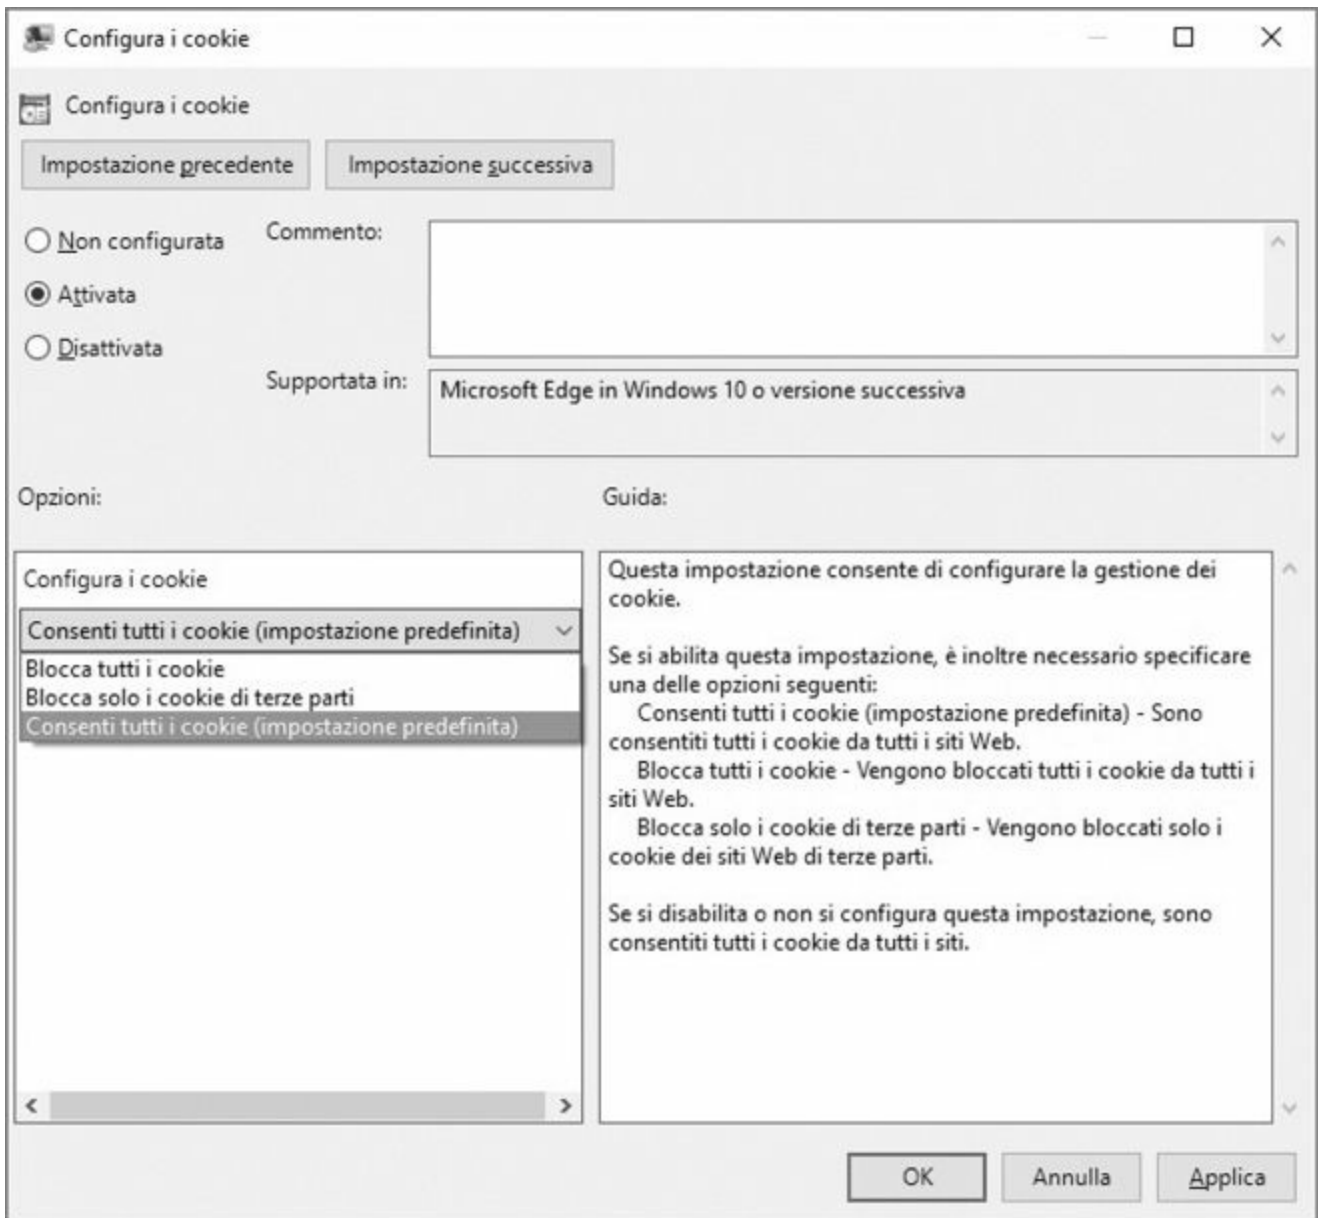 Configura i cookie
Configura i cookie
Impostazione precedente
Impostazione successiva
Non configurata
Commento:
Attivata
Disattivata
Supportata in:
Microsoft Edge in Windows 10 o versione successiva
Opzioni:
Guida:
Configura i cookie
Consenti tutti i cookie (impostazione predefinita)
Blocca tutti i cookie
Blocca solo i cookie di terze parti
Consenti tutti i cookie (impostazione predefinita)
Questa impostazione consente di configurare la gestione dei
cookie.
Se si abilita questa impostazione, è inoltre necessario specificare
una delle opzioni seguenti:
Consenti tutti i cookie (impostazione predefinita) - Sono
consentiti tutti i cookie da tutti i siti Web.
Blocca tutti i cookie - Vengono bloccati tutti i cookie da tutti i
siti Web.
Blocca solo i cookie di terze parti - Vengono bloccati solo i
cookie dei siti Web di terze parti.
Se si disabilita o non si configura questa impostazione, sono
consentiti tutti i cookie da tutti i siti.
OK
Annulla
Applica